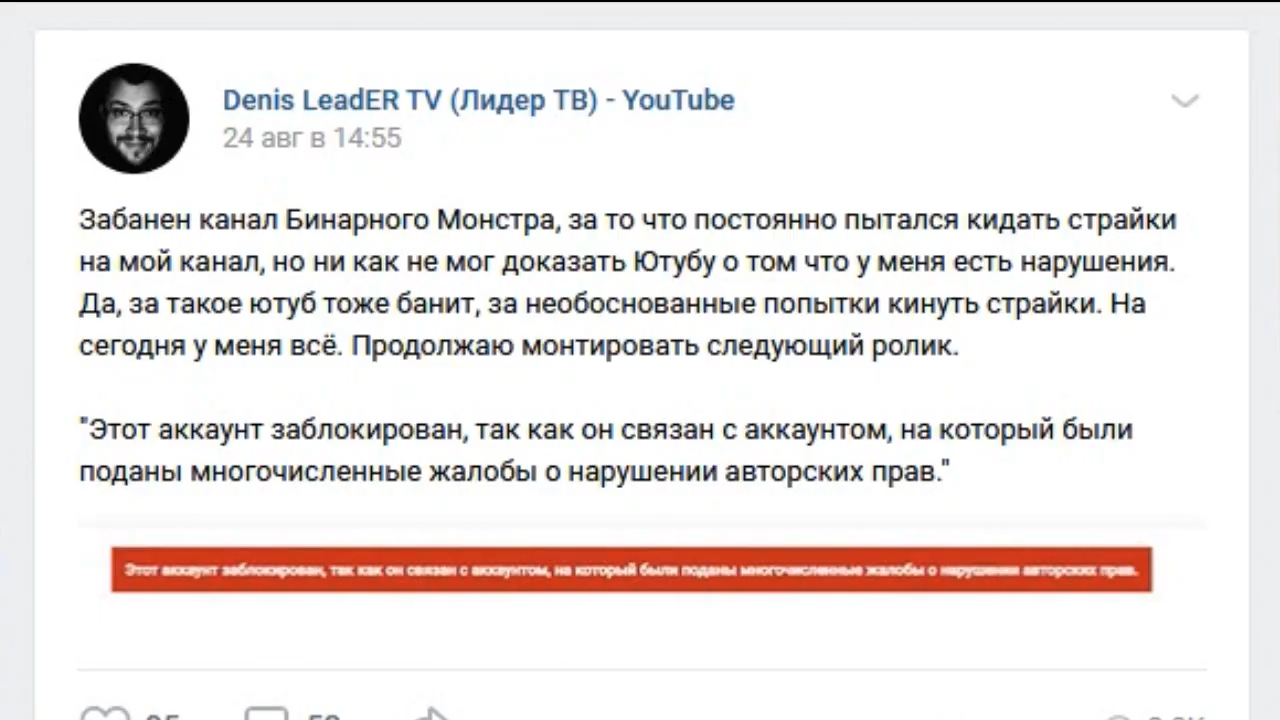 Denis LeadER TV (Лидер ТВ) - YouTube
24 авг в 14:55
Забанен канал Бинарного Монстра, за то что постоянно пытался кидать страйки
на мой канал, но ни как не мог доказать Ютубу о том что у меня есть нарушения.
Да, за такое ютуб тоже банит, за необоснованные попытки кинуть страйки. На
сегодня у меня всё. Продолжаю монтировать следующий ролик.
"Этот аккаунт заблокирован, так как он связан с аккаунтом, на который были
поданы многочисленные жалобы о нарушении авторских прав."
Этот аккаунт заблокирован, так как он связан с аккаунтом, на который были поданы многочисленные жалобы о нарушении авторских прав.